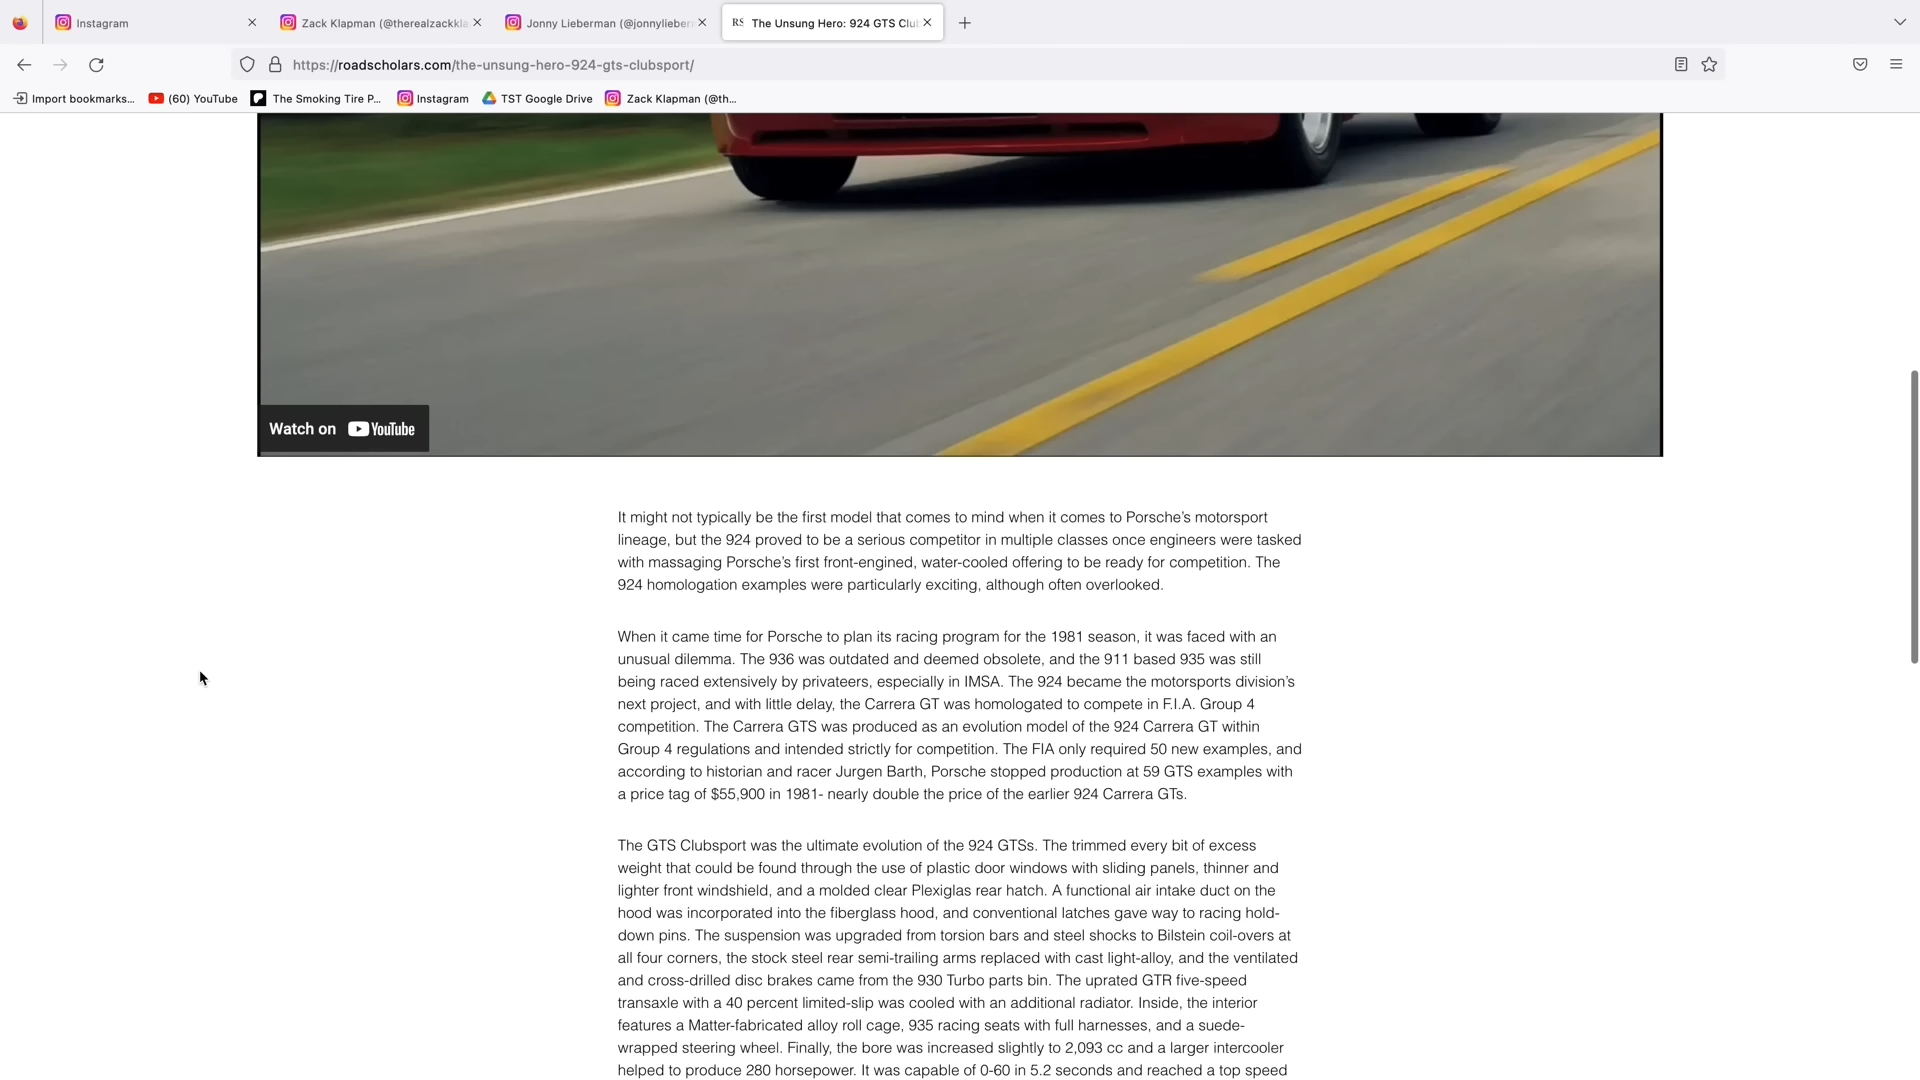 Instagram
Zack Klapman (@therealzackkla
Jonny Lieberman (@jonnylieber
RS The Unsung Hero: 924 GTS Clu
https://roadscholars.com/the-unsung-hero-924-gts-clubsport/
Import bookmarks... (60) YouTube The Smoking Tire P... Instagram TST Google Drive Zack Klapman (@th...
Watch on YouTube
It might not typically be the first model that comes to mind when it comes to Porsche’s motorsport
lineage, but the 924 proved to be a serious competitor in multiple classes once engineers were tasked
with massaging Porsche’s first front-engined, water-cooled offering to be ready for competition. The
924 homologation examples were particularly exciting, although often overlooked.
When it came time for Porsche to plan its racing program for the 1981 season, it was faced with an
unusual dilemma. The 936 was outdated and deemed obsolete, and the 911 based 935 was still
being raced extensively by privateers, especially in IMSA. The 924 became the motorsports division’s
next project, and with little delay, the Carrera GT was homologated to compete in F.I.A. Group 4
competition. The Carrera GTS was produced as an evolution model of the 924 Carrera GT within
Group 4 regulations and intended strictly for competition. The FIA only required 50 new examples, and
according to historian and racer Jurgen Barth, Porsche stopped production at 59 GTS examples with
a price tag of $55,900 in 1981- nearly double the price of the earlier 924 Carrera GTs.
The GTS Clubsport was the ultimate evolution of the 924 GTSs. The trimmed every bit of excess
weight that could be found through the use of plastic door windows with sliding panels, thinner and
lighter front windshield, and a molded clear Plexiglas rear hatch. A functional air intake duct on the
hood was incorporated into the fiberglass hood, and conventional latches gave way to racing hold-
down pins. The suspension was upgraded from torsion bars and steel shocks to Bilstein coil-overs at
all four corners, the stock steel rear semi-trailing arms replaced with cast light-alloy, and the ventilated
and cross-drilled disc brakes came from the 930 Turbo parts bin. The uprated GTR five-speed
transaxle with a 40 percent limited-slip was cooled with an additional radiator. Inside, the interior
features a Matter-fabricated alloy roll cage, 935 racing seats with full harnesses, and a suede-
wrapped steering wheel. Finally, the bore was increased slightly to 2,093 cc and a larger intercooler
helped to produce 280 horsepower. It was capable of 0-60 in 5.2 seconds and reached a top speed